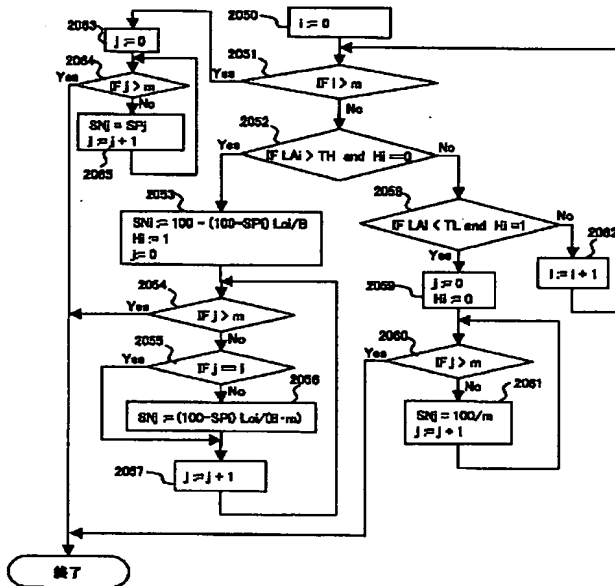 2050
i := 0
2051
IF i > m
Yes
No
2063
j := 0
2064
IF j > m
Yes
No
SNj = SPj
j := j + 1
2065
2052
IF LAi > TH and Hi == 0
Yes
No
2053
SNi := 100 - (100-SPi) Loi/B
Hi := 1
j := 0
2054
IF j > m
Yes
No
2055
IF j == i
Yes
No
2056
SNj := (100-SPi) Loi/(B·m)
2057
j := j + 1
2058
IF LAi < TL and Hi = 1
No
Yes
2062
i := i + 1
2059
j := 0
Hi := 0
2060
IF j > m
Yes
No
2061
SNj = 100/m
j := j + 1
終了